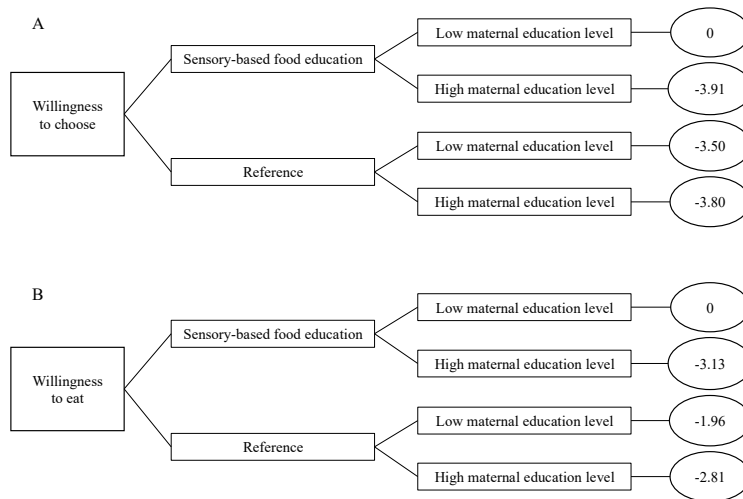 A
Low maternal education level
0
Sensory-based food education
High maternal education level
-3.91
Willingness
to choose
Low maternal education level
-3.50
Reference
High maternal education level
-3.80
B
Low maternal education level
0
Sensory-based food education
High maternal education level
-3.13
Willingness
to eat
Low maternal education level
-1.96
Reference
High maternal education level
-2.81